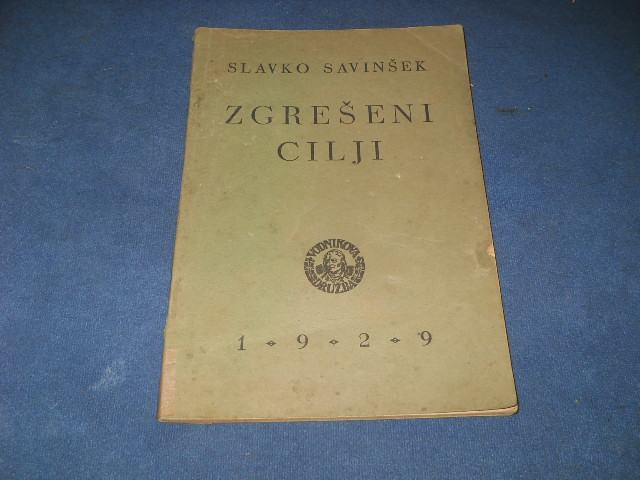 SLAVKO SAVINŠEK
ZGREŠENI
CILJI
VODNIKOVA
DRUŽBA
1 9 2 9